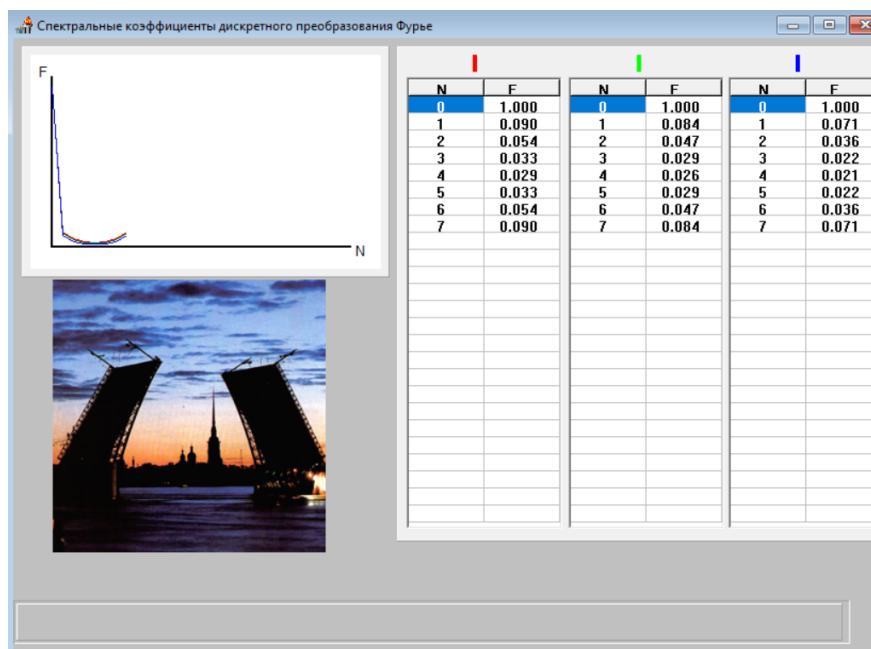 Спектральные коэффициенты дискретного преобразования Фурье
F
N
N F N F N F
0 1.000 0 1.000 0 1.000
1 0.090 1 0.084 1 0.071
2 0.054 2 0.047 2 0.036
3 0.033 3 0.029 3 0.022
4 0.029 4 0.026 4 0.021
5 0.033 5 0.029 5 0.022
6 0.054 6 0.047 6 0.036
7 0.090 7 0.084 7 0.071